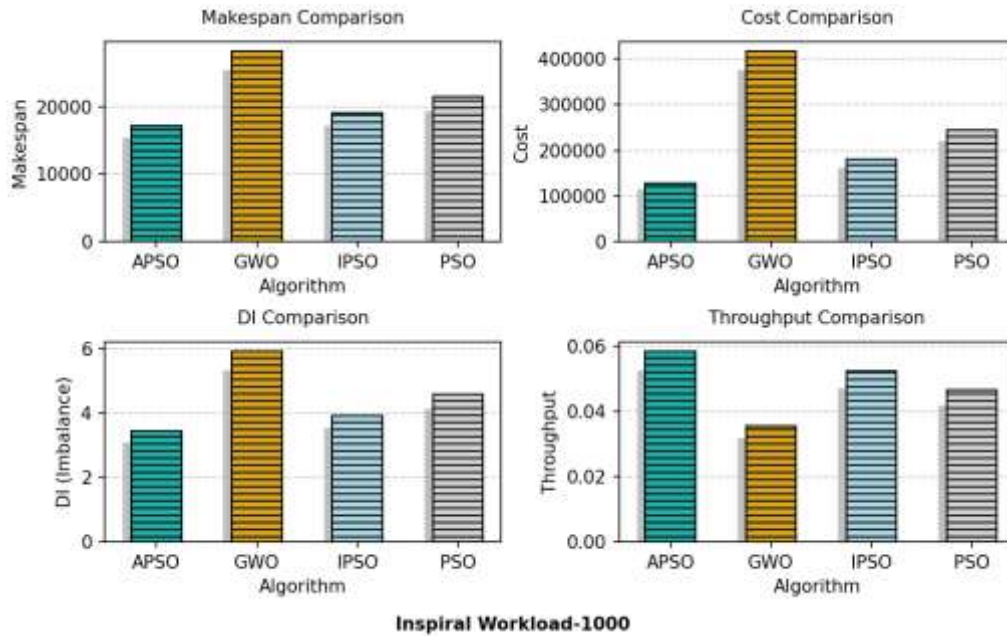 Makespan Comparison
Makespan
20000
10000
0
APSO GWO IPSO PSO
Algorithm
Cost Comparison
Cost
400000
300000
200000
100000
0
APSO GWO IPSO PSO
Algorithm
DI Comparison
DI (Imbalance)
6
4
2
0
APSO GWO IPSO PSO
Algorithm
Throughput Comparison
Throughput
0.06
0.04
0.02
0.00
APSO GWO IPSO PSO
Algorithm
Inspiral Workload-1000